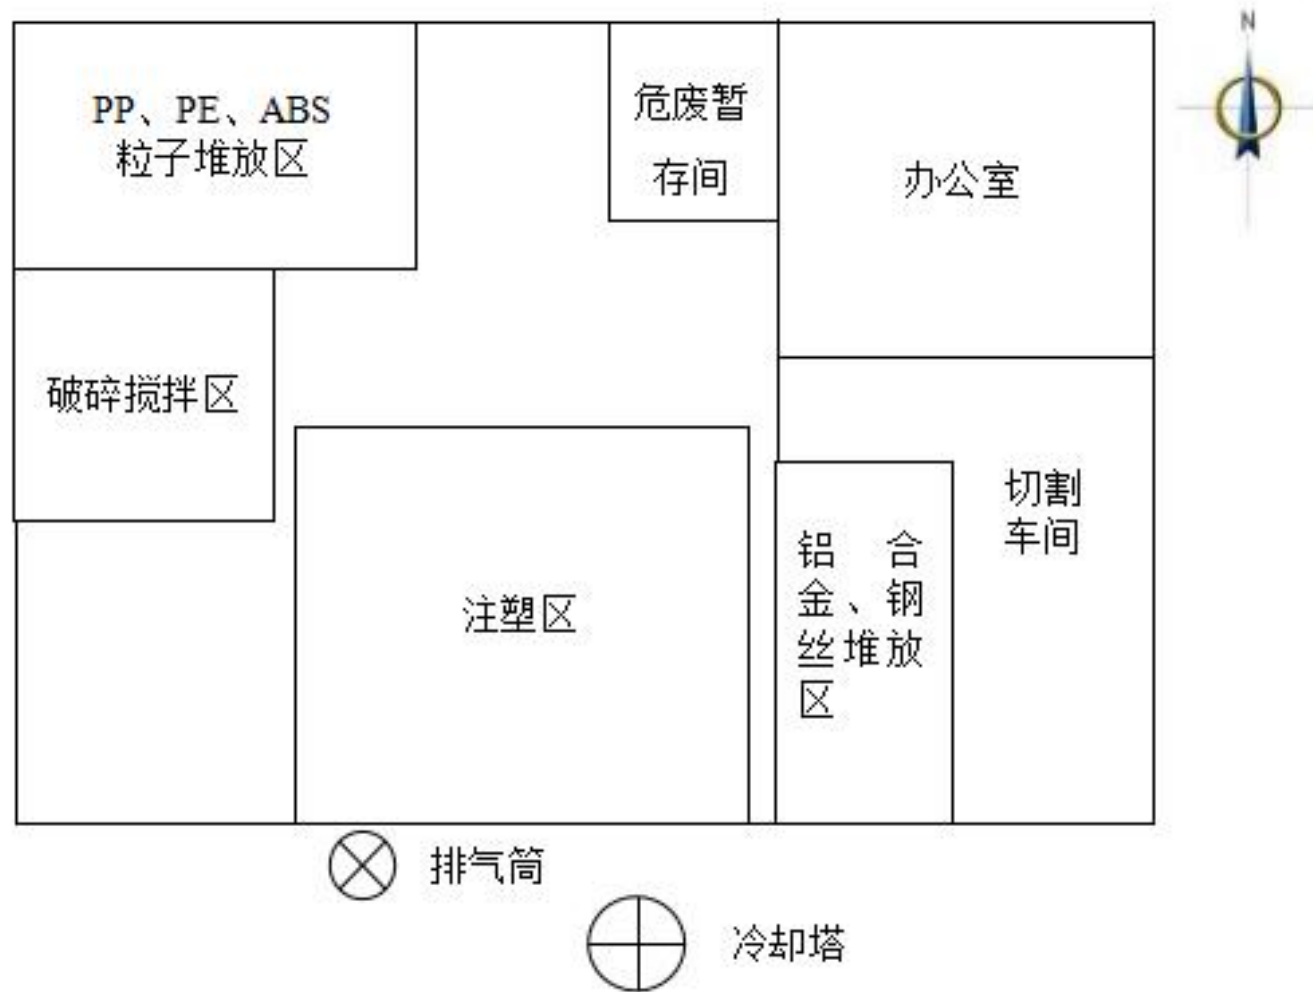 N
PP、PE、ABS
粒子堆放区
危废暂
存间
办公室
破碎搅拌区
切割
车间
铝合
金、钢
丝堆放
区
注塑区
排气筒
冷却塔